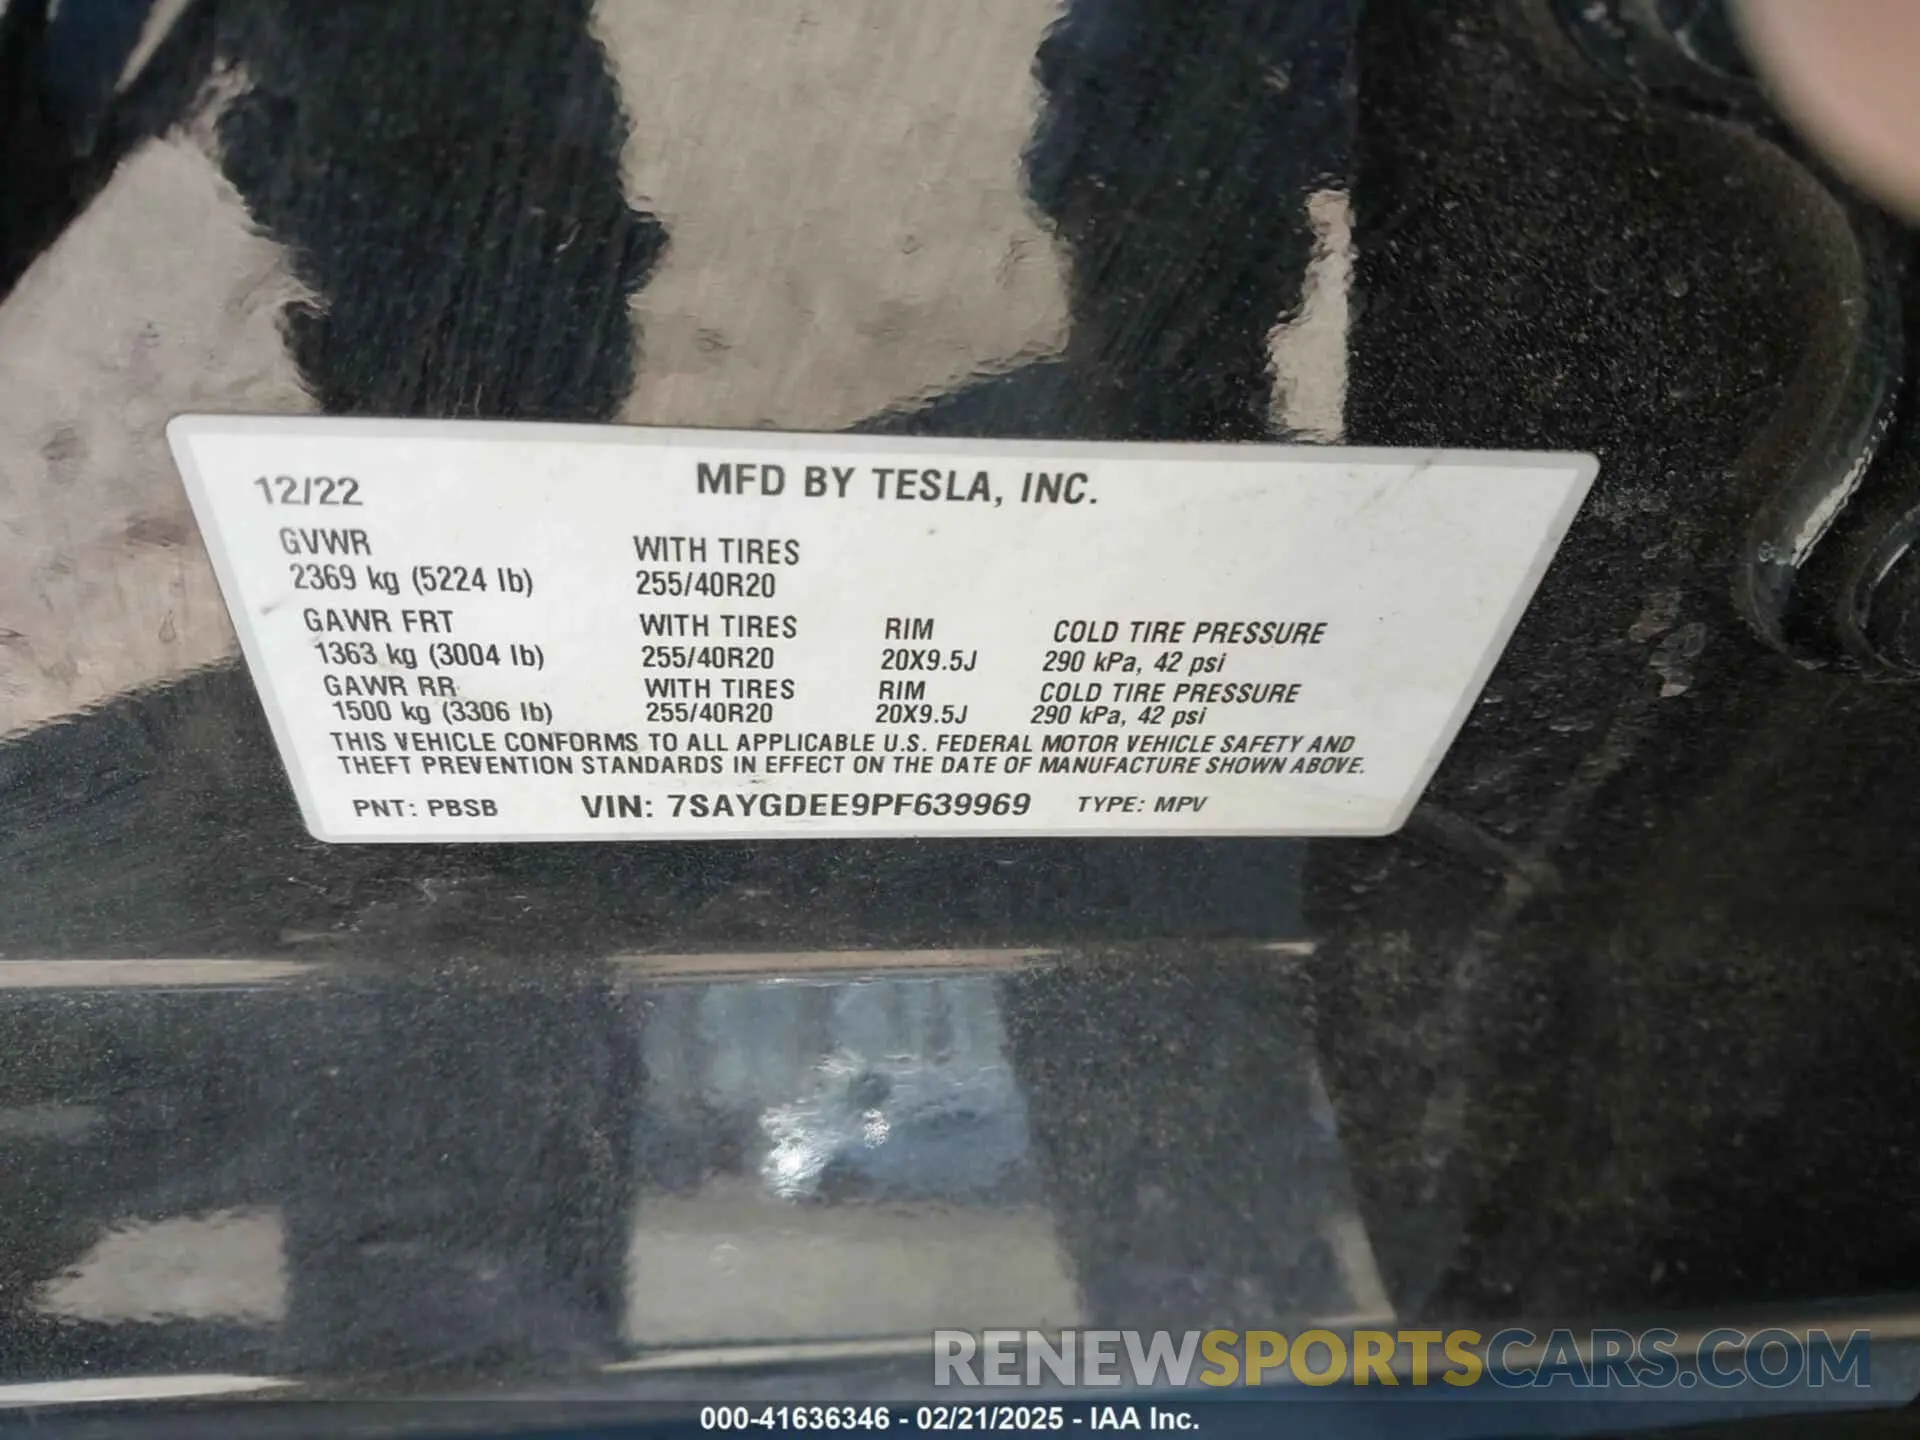 12/22 MFD BY TESLA, INC.
GVWR WITH TIRES
2369 kg (5224 lb) 255/40R20
GAWR FRT WITH TIRES RIM COLD TIRE PRESSURE
1363 kg (3004 lb) 255/40R20 20X9.5J 290 kPa, 42 psi
GAWR RR WITH TIRES RIM COLD TIRE PRESSURE
1500 kg (3306 lb) 255/40R20 20X9.5J 290 kPa, 42 psi
THIS VEHICLE CONFORMS TO ALL APPLICABLE U.S. FEDERAL MOTOR VEHICLE SAFETY AND
THEFT PREVENTION STANDARDS IN EFFECT ON THE DATE OF MANUFACTURE SHOWN ABOVE.
PNT: PBSB VIN: 7SAYGDEE9PF639969 TYPE: MPV
RENEWSPORTSCARS.COM
000-41636346 - 02/21/2025 - IAA Inc.